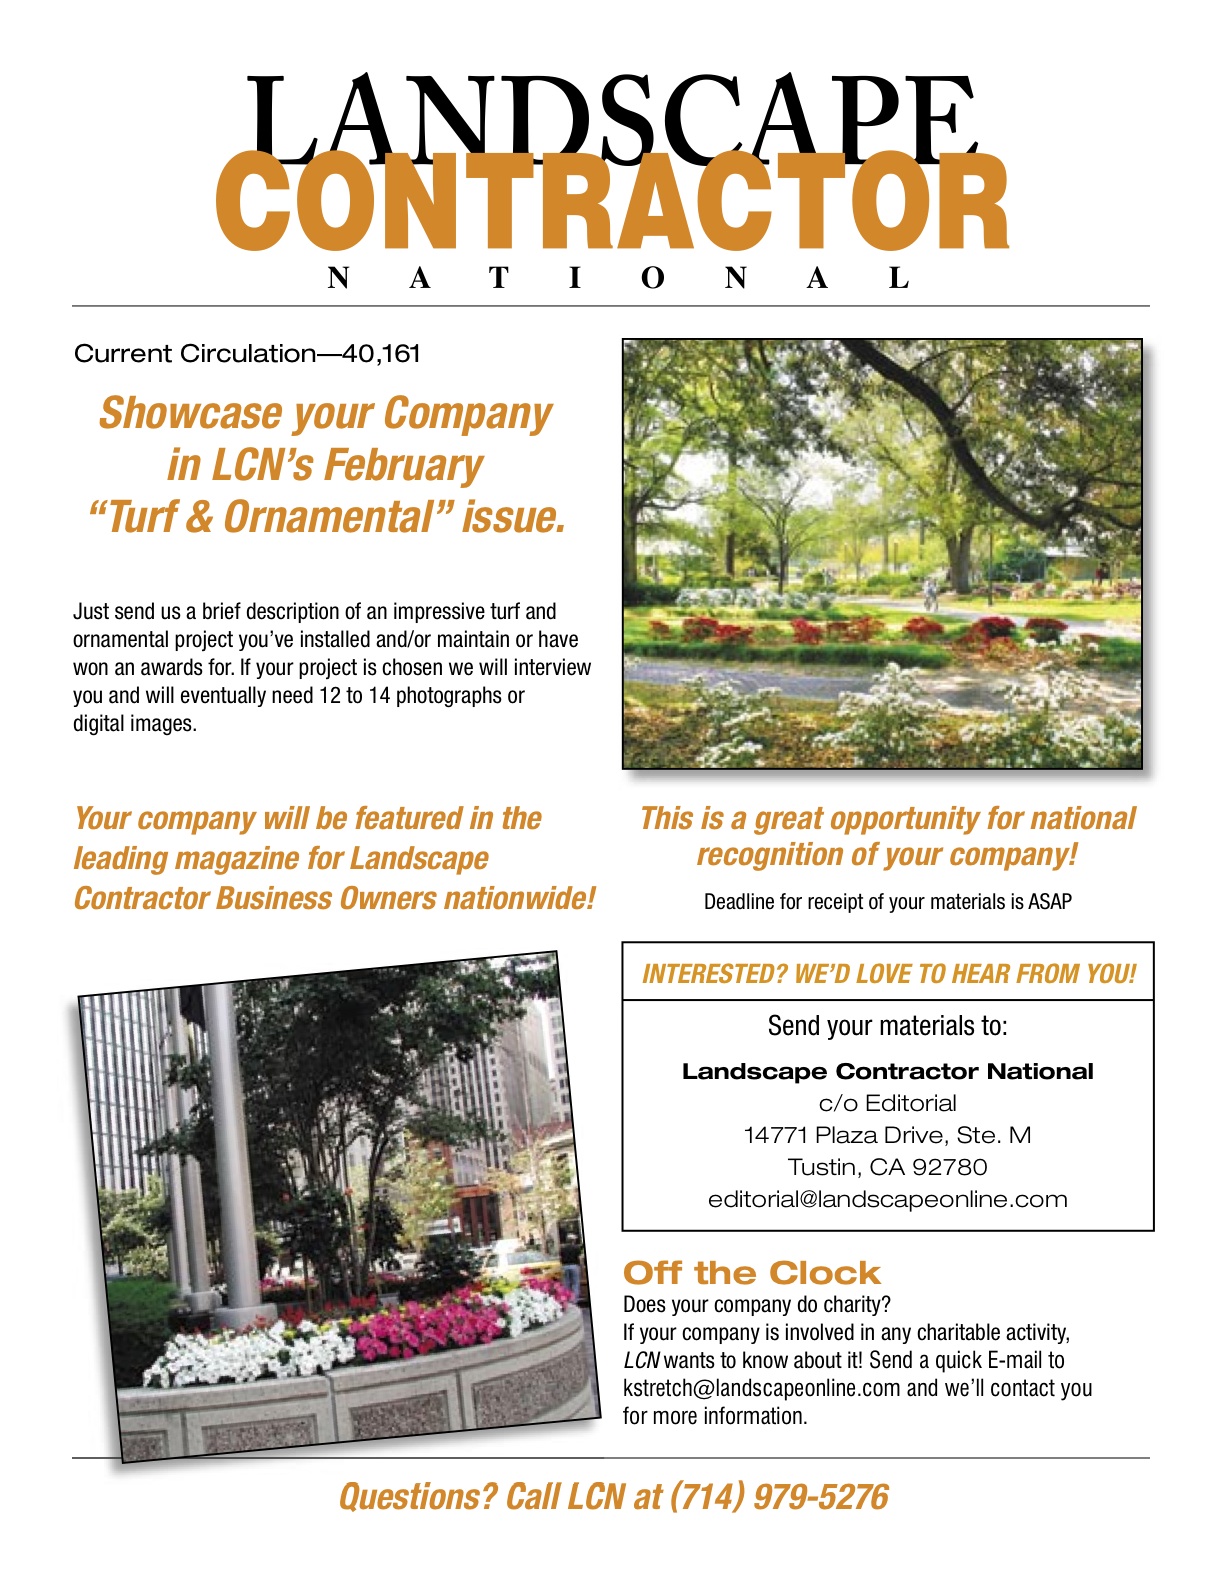 LANDSCAPE
CONTRACTOR
NATIONAL
Current Circulation—40,161
Showcase your Company
in LCN’s February
“Turf & Ornamental” issue.
Just send us a brief description of an impressive turf and
ornamental project you’ve installed and/or maintain or have
won an awards for. If your project is chosen we will interview
you and will eventually need 12 to 14 photographs or
digital images.
Your company will be featured in the
leading magazine for Landscape
Contractor Business Owners nationwide!
This is a great opportunity for national
recognition of your company!
Deadline for receipt of your materials is ASAP
INTERESTED? WE’D LOVE TO HEAR FROM YOU!
Send your materials to:
Landscape Contractor National
c/o Editorial
14771 Plaza Drive, Ste. M
Tustin, CA 92780
editorial@landscapeonline.com
Off the Clock
Does your company do charity?
If your company is involved in any charitable activity,
LCN wants to know about it! Send a quick E-mail to
kstretch@landscapeonline.com and we’ll contact you
for more information.
Questions? Call LCN at (714) 979-5276